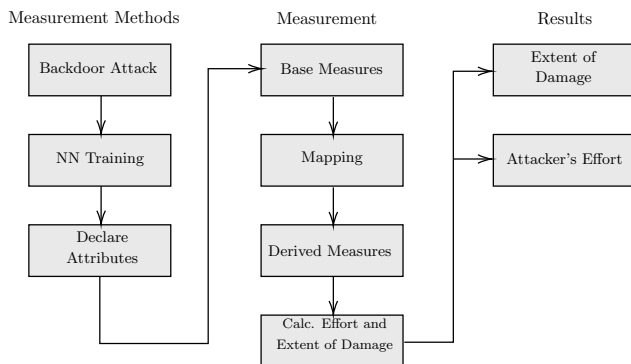 Measurement Methods
Backdoor Attack
NN Training
Declare
Attributes
Measurement
Base Measures
Mapping
Derived Measures
Calc. Effort and
Extent of Damage
Results
Extent of
Damage
Attacker's Effort